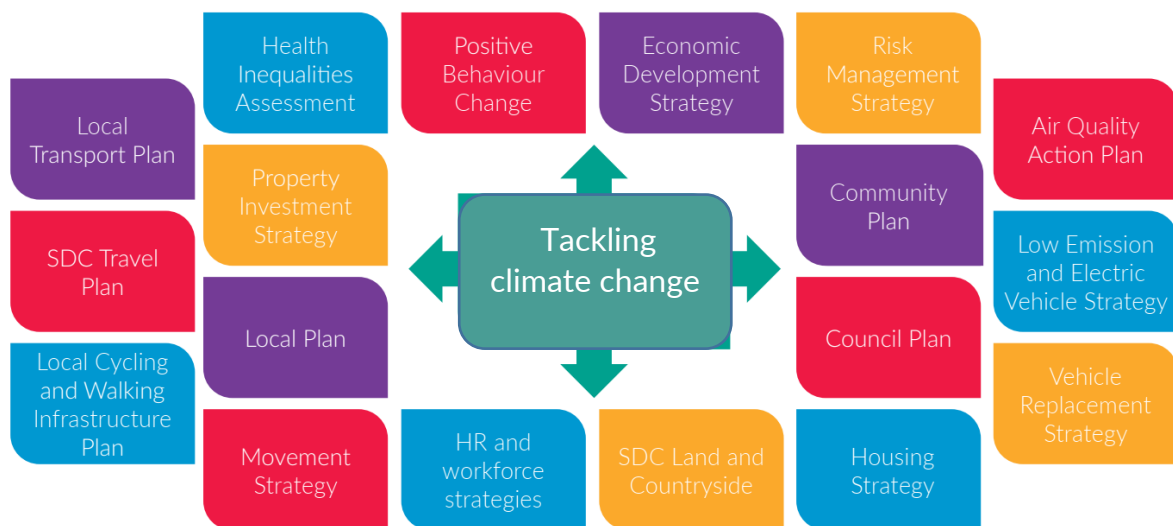 Health
Inequalities
Assessment
Positive
Behaviour
Change
Economic
Development
Strategy
Risk
Management
Strategy
Local
Transport Plan
Air Quality
Action Plan
Property
Investment
Strategy
Community
Plan
SDC Travel
Plan
Tackling
climate change
Low Emission
and Electric
Vehicle Strategy
Local Plan
Council Plan
Local Cycling
and Walking
Infrastructure
Plan
Vehicle
Replacement
Strategy
Movement
Strategy
HR and
workforce
strategies
SDC Land and
Countryside
Housing
Strategy